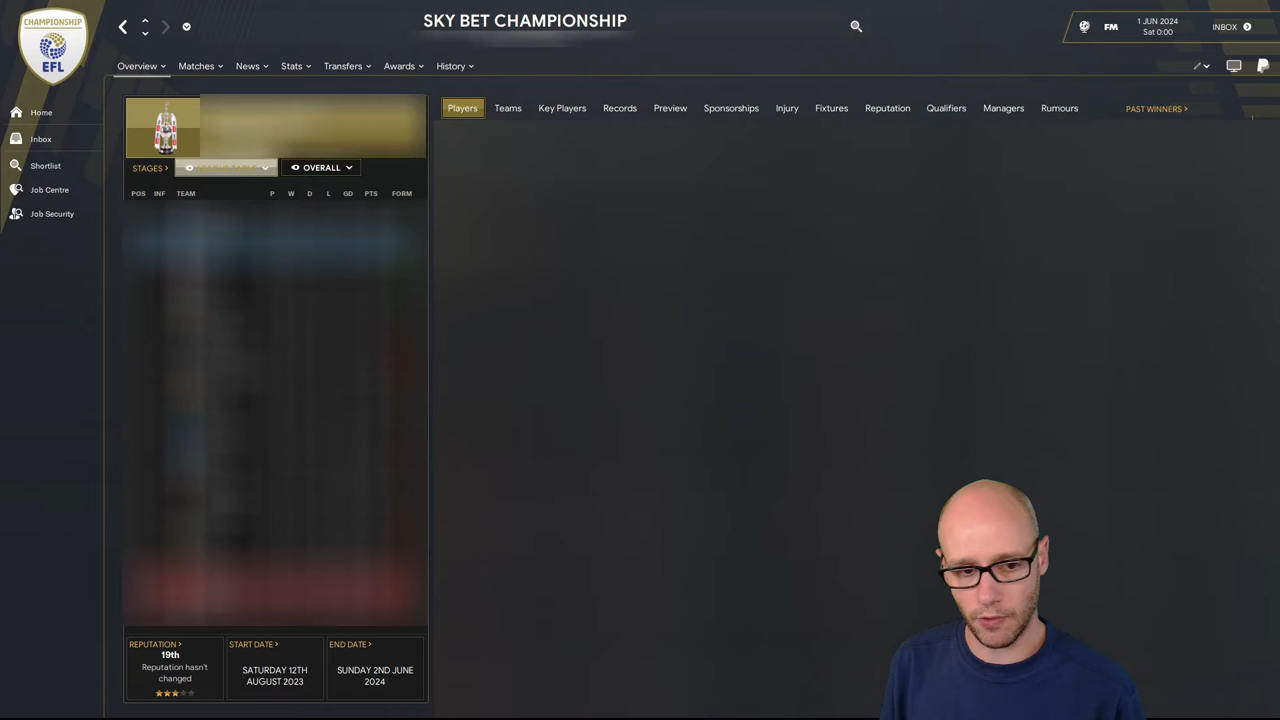 CHAMPIONSHIP
EFL
SKY BET CHAMPIONSHIP
FM
1 JUN 2024
Sat 0:00
INBOX
Overview
Matches
News
Stats
Transfers
Awards
History
Home
Inbox
Shortlist
Job Centre
Job Security
Players
Teams
Key Players
Records
Preview
Sponsorships
Injury
Fixtures
Reputation
Qualifiers
Managers
Rumours
PAST WINNERS >
STAGES >
OVERALL
POS INF TEAM P W D L GD PTS FORM
REPUTATION >
19th
Reputation hasn't
changed
START DATE >
SATURDAY 12TH
AUGUST 2023
END DATE >
SUNDAY 2ND JUNE
2024